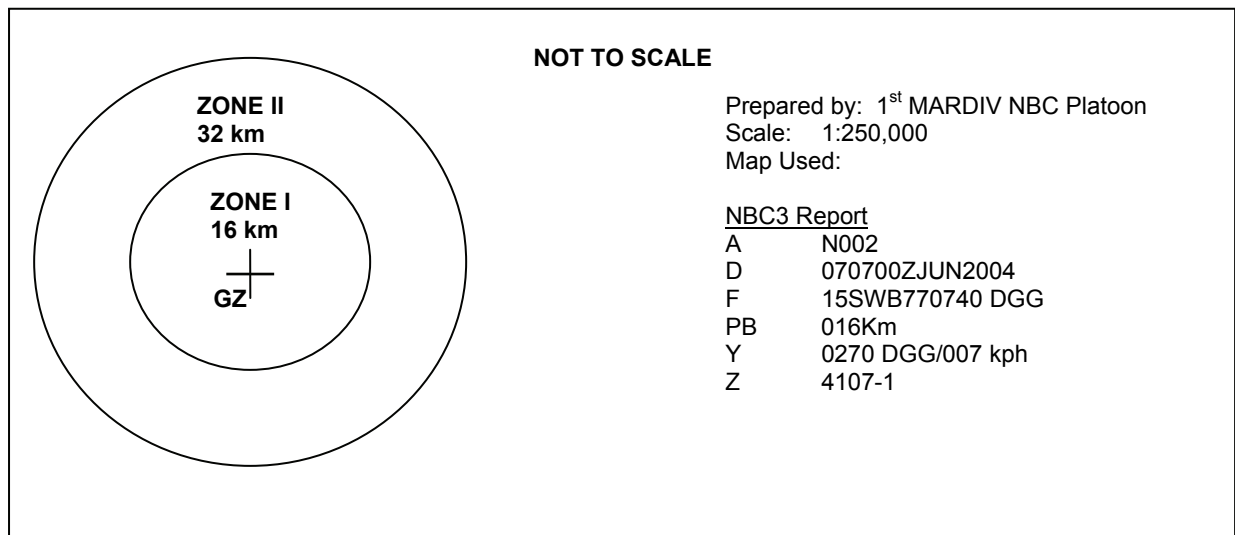 NOT TO SCALE
ZONE II
32 km
ZONE I
16 km
GZ
Prepared by: 1st MARDIV NBC Platoon
Scale: 1:250,000
Map Used:
NBC3 Report
A N002
D 070700ZJUN2004
F 15SWB770740 DGG
PB 016Km
Y 0270 DGG/007 kph
Z 4107-1